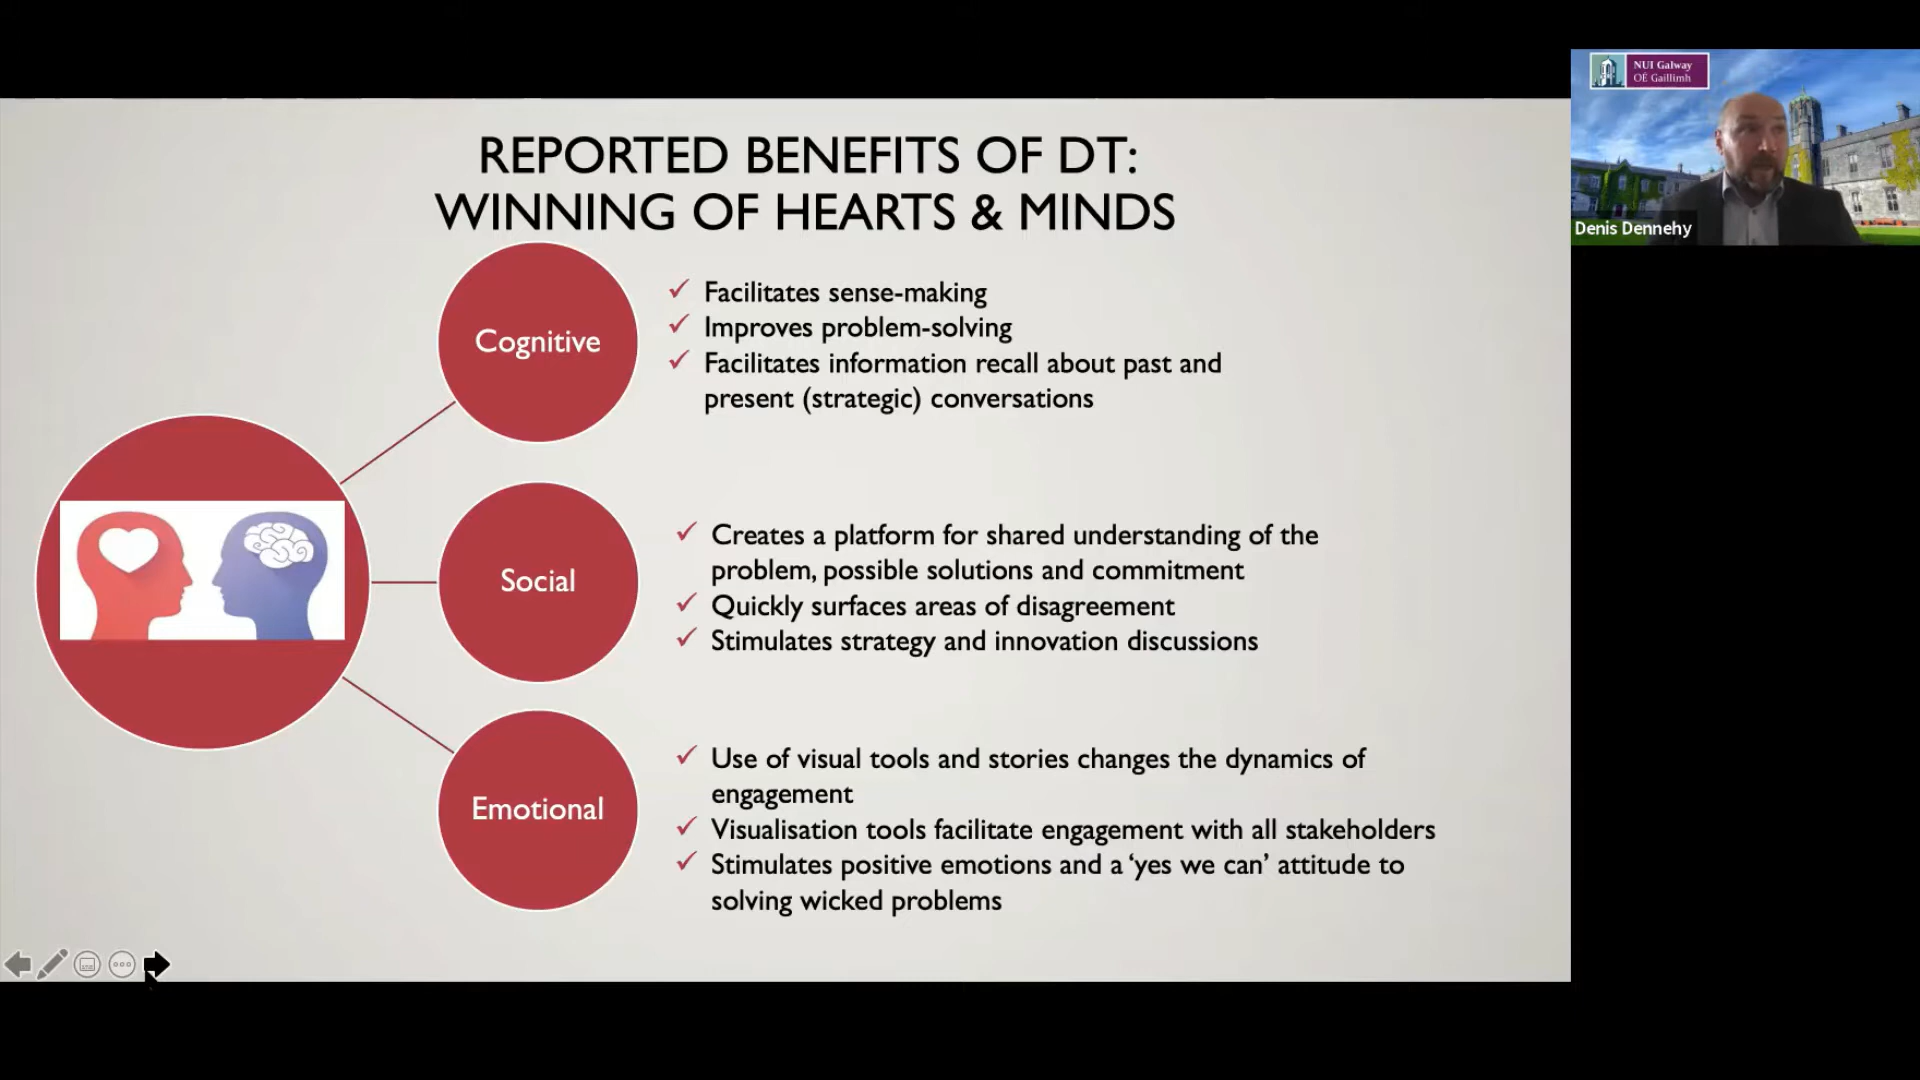 REPORTED BENEFITS OF DT:
WINNING OF HEARTS & MINDS
Cognitive
Facilitates sense-making
Improves problem-solving
Facilitates information recall about past and
present (strategic) conversations
Social
Creates a platform for shared understanding of the
problem, possible solutions and commitment
Quickly surfaces areas of disagreement
Stimulates strategy and innovation discussions
Emotional
Use of visual tools and stories changes the dynamics of
engagement
Visualisation tools facilitate engagement with all stakeholders
Stimulates positive emotions and a ‘yes we can’ attitude to
solving wicked problems
NUI Galway
OÉ Gaillimh
Denis Dennehy